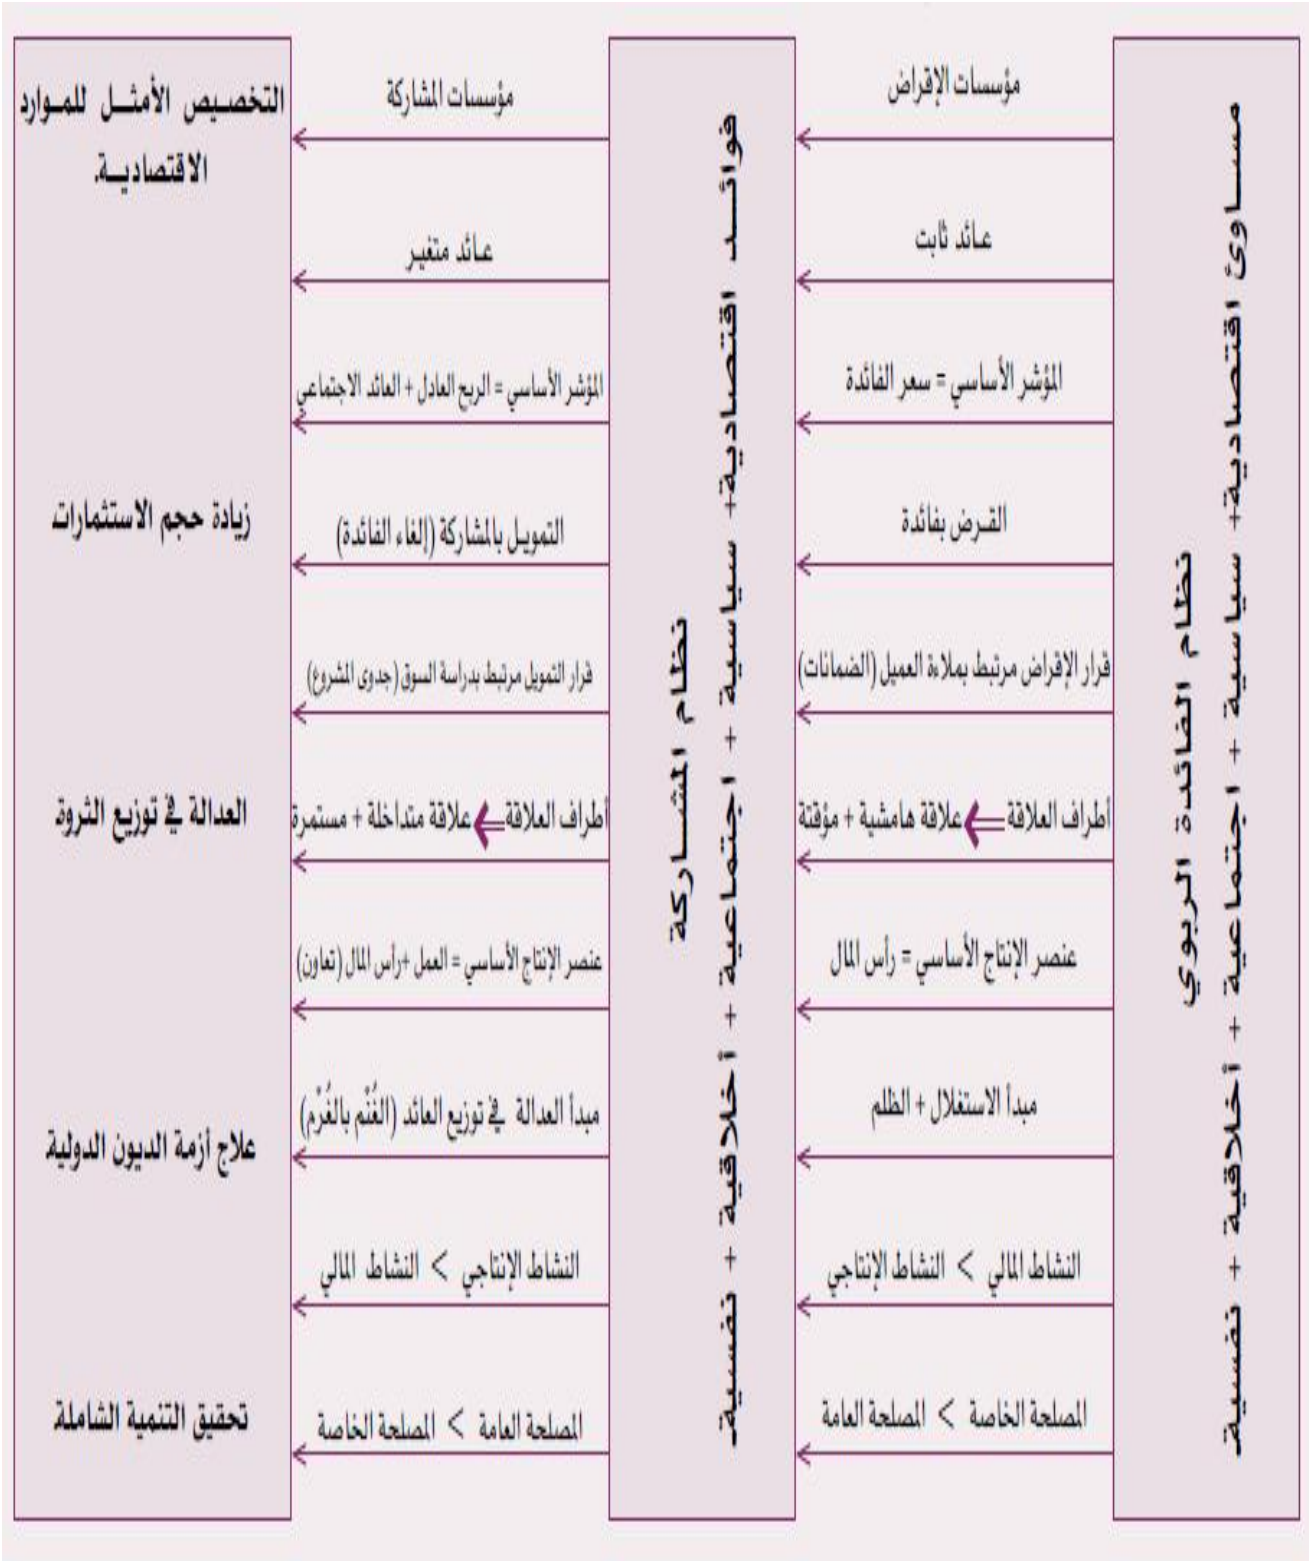 مساوئ اقتصادية+ سياسية + اجتماعية + أخلاقية + نفسية.
نظام الفائدة الربوي
مؤسسات الإقراض
عائد ثابت
المؤشر الأساسي = سعر الفائدة
القرض بفائدة
قرار الإقراض مرتبط بملاءة العميل (الضمانات)
أطراف العلاقة ⇐ علاقة هامشية + مؤقتة
عنصر الإنتاج الأساسي = رأس المال
مبدأ الاستغلال + الظلم
النشاط المالي > النشاط الإنتاجي
المصلحة الخاصة > المصلحة العامة
فوائد اقتصادية+ سياسية + اجتماعية + أخلاقية + نفسية.
نظام المشاركة
مؤسسات المشاركة
عائد متغير
المؤشر الأساسي = الربح العادل + العائد الاجتماعي
التمويل بالمشاركة (إلغاء الفائدة)
قرار التمويل مرتبط بدراسة السوق (جدوى المشروع)
أطراف العلاقة ⇐ علاقة متداخلة + مستمرة
عنصر الإنتاج الأساسي = العمل +رأس المال (تعاون)
مبدأ العدالة في توزيع العائد (الغُنْم بالغُرْم)
النشاط الإنتاجي > النشاط المالي
المصلحة العامة > المصلحة الخاصة
التخصيص الأمثل للموارد
الاقتصادية.
زيادة حجم الاستثمارات.
العدالة في توزيع الثروة.
علاج أزمة الديون الدولية.
تحقيق التنمية الشاملة.